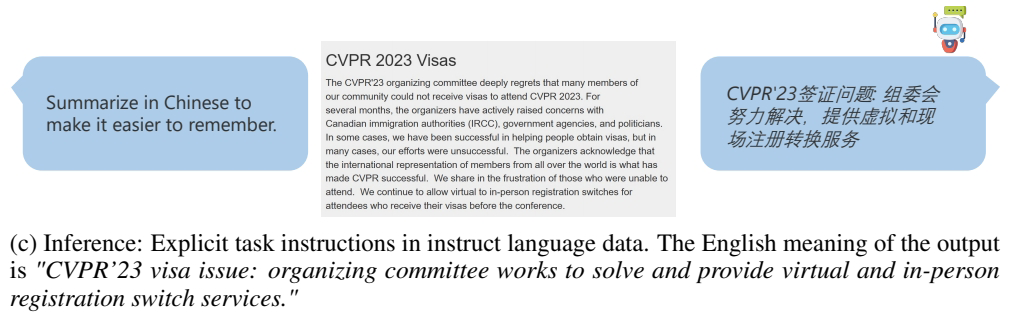 Summarize in Chinese to
make it easier to remember.
CVPR 2023 Visas
The CVPR'23 organizing committee deeply regrets that many members of
our community could not receive visas to attend CVPR 2023. For
several months, the organizers have actively raised concerns with
Canadian immigration authorities (IRCC), government agencies, and politicians.
In some cases, we have been successful in helping people obtain visas, but in
many cases, our efforts were unsuccessful. The organizers acknowledge that
the international representation of members from all over the world is what has
made CVPR successful. We share in the frustration of those who were unable to
attend. We continue to allow virtual to in-person registration switches for
attendees who receive their visas before the conference.
CVPR'23签证问题: 组委会
努力解决，提供虚拟和现
场注册转换服务
(c) Inference: Explicit task instructions in instruct language data. The English meaning of the output
is "CVPR'23 visa issue: organizing committee works to solve and provide virtual and in-person
registration switch services."